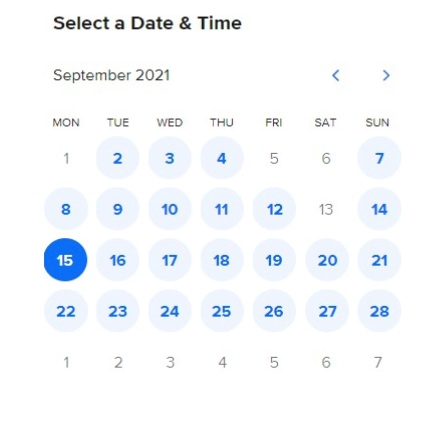 Select a Date & Time
September 2021
MON TUE WED THU FRI SAT SUN
1 2 3 4 5 6 7
8 9 10 11 12 13 14
15 16 17 18 19 20 21
22 23 24 25 26 27 28
1 2 3 4 5 6 7